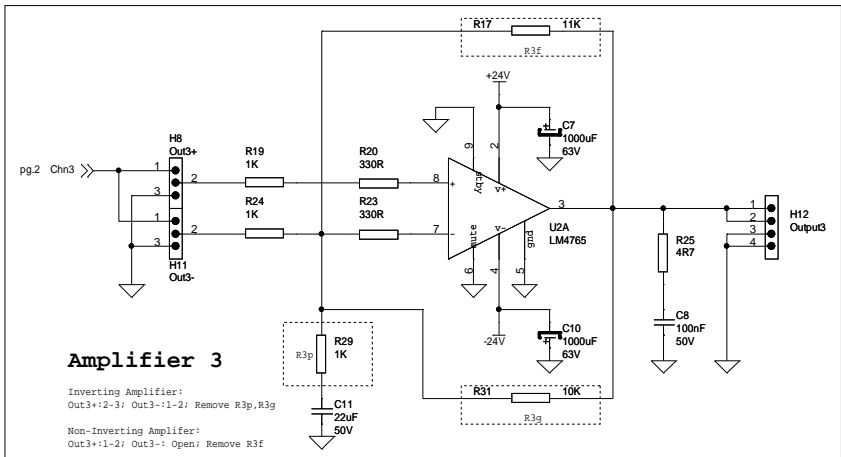 R17 11K
R3f
+24V
C7
1000uF
63V
H8
Out3+
pg.2 Chn3
1
2
3
1
2
3
H11
Out3-
R19
1K
R20
330R
R24
1K
R23
330R
8
+
7
-
9
stby
2
v+
3
U2A
LM4765
mute
6
v-
4
gnd
5
-24V
C10
1000uF
63V
R25
4R7
C8
100nF
50V
1
2
3
4
H12
Output3
R3p
R29
1K
C11
22uF
50V
R31 10K
R3g
Amplifier 3
Inverting Amplifier:
Out3+:2-3; Out3-:1-2; Remove R3p,R3g
Non-Inverting Amplifer:
Out3+:1-2; Out3-: Open; Remove R3f